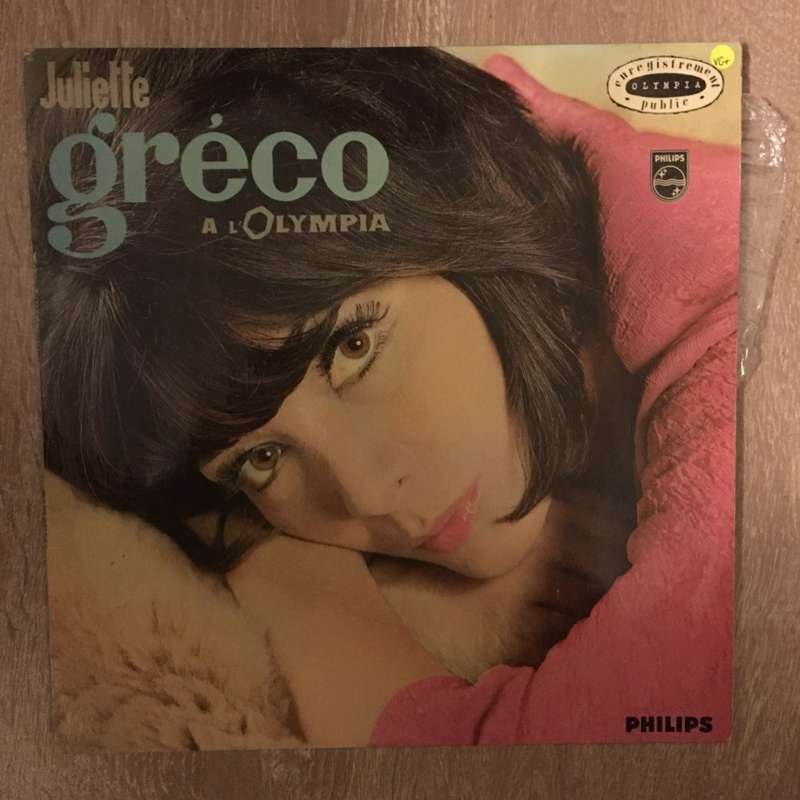 Juliette
gréco
A L'OLYMPIA
enregistrement
OLYMPIA
public
VG+
PHILIPS
PHILIPS